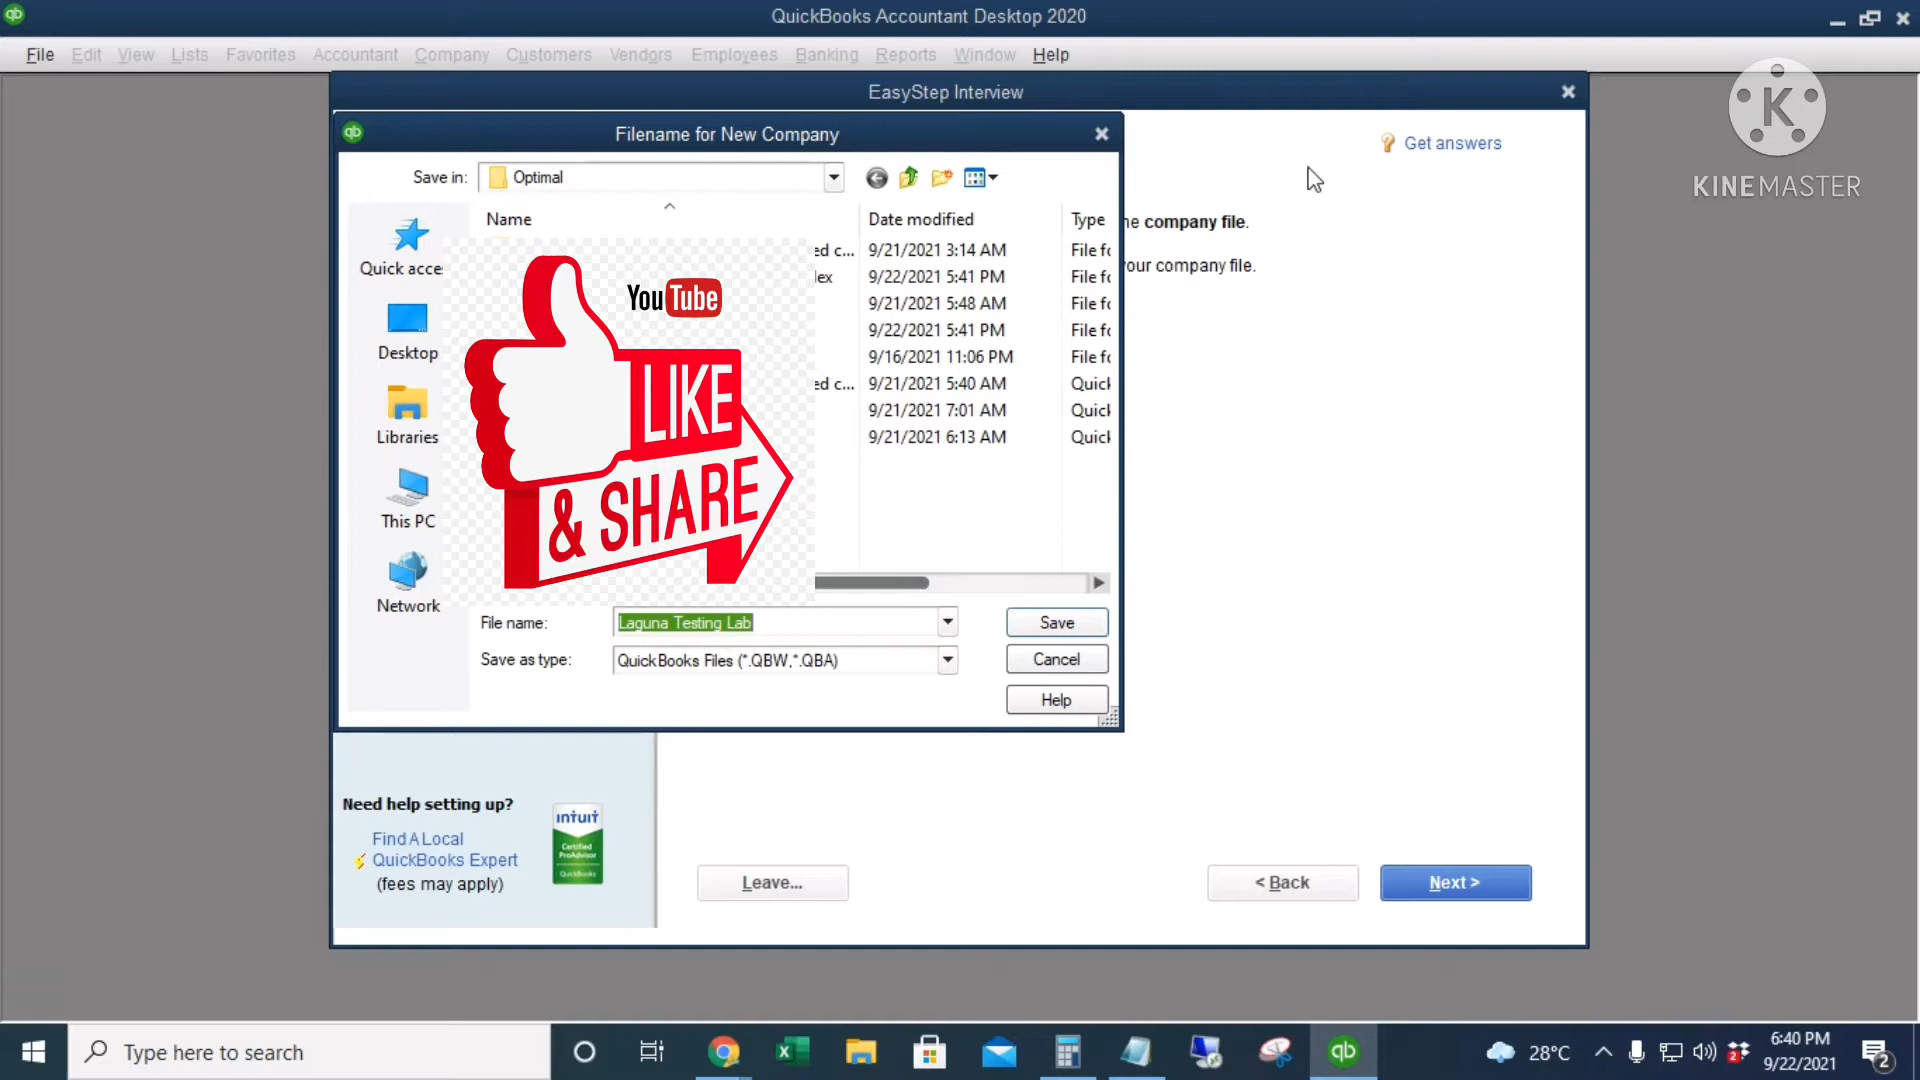 QuickBooks Accountant Desktop 2020
File Edit View Lists Favorites Accountant Company Customers Vendors Employees Banking Reports Window Help
EasyStep Interview
Filename for New Company
Get answers
KINEMASTER
Save in: Optimal
Name Date modified Type
company file.
our company file.
ed c... 9/21/2021 3:14 AM File fo
lex 9/22/2021 5:41 PM File fo
9/21/2021 5:48 AM File fo
9/22/2021 5:41 PM File fo
9/16/2021 11:06 PM File fo
ed c... 9/21/2021 5:40 AM Quick
9/21/2021 7:01 AM Quick
9/21/2021 6:13 AM Quick
Quick acce
Desktop
Libraries
This PC
Network
YouTube
LIKE
& SHARE
File name: Laguna Testing Lab Save
Save as type: QuickBooks Files (*.QBW,*.QBA) Cancel
Help
Need help setting up?
Find A Local
QuickBooks Expert
(fees may apply)
intuit
Certified
ProAdvisor
QuickBooks
Leave... < Back Next >
Type here to search
28°C
6:40 PM
9/22/2021
2
2